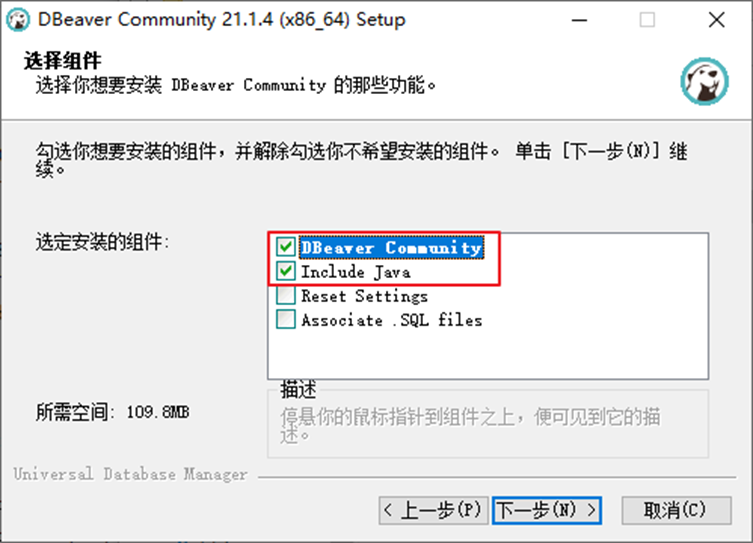 DBeaver Community 21.1.4 (x86_64) Setup
选择组件
选择你想要安装 DBeaver Community 的那些功能。
勾选你想要安装的组件，并解除勾选你不希望安装的组件。 单击 [下一步(N)] 继
续。
选定安装的组件:
DBeaver Community
Include Java
Reset Settings
Associate .SQL files
所需空间: 109.8MB
描述
停悬你的鼠标指针到组件之上，便可见到它的描
述。
Universal Database Manager
< 上一步(P) 下一步(N) > 取消(C)